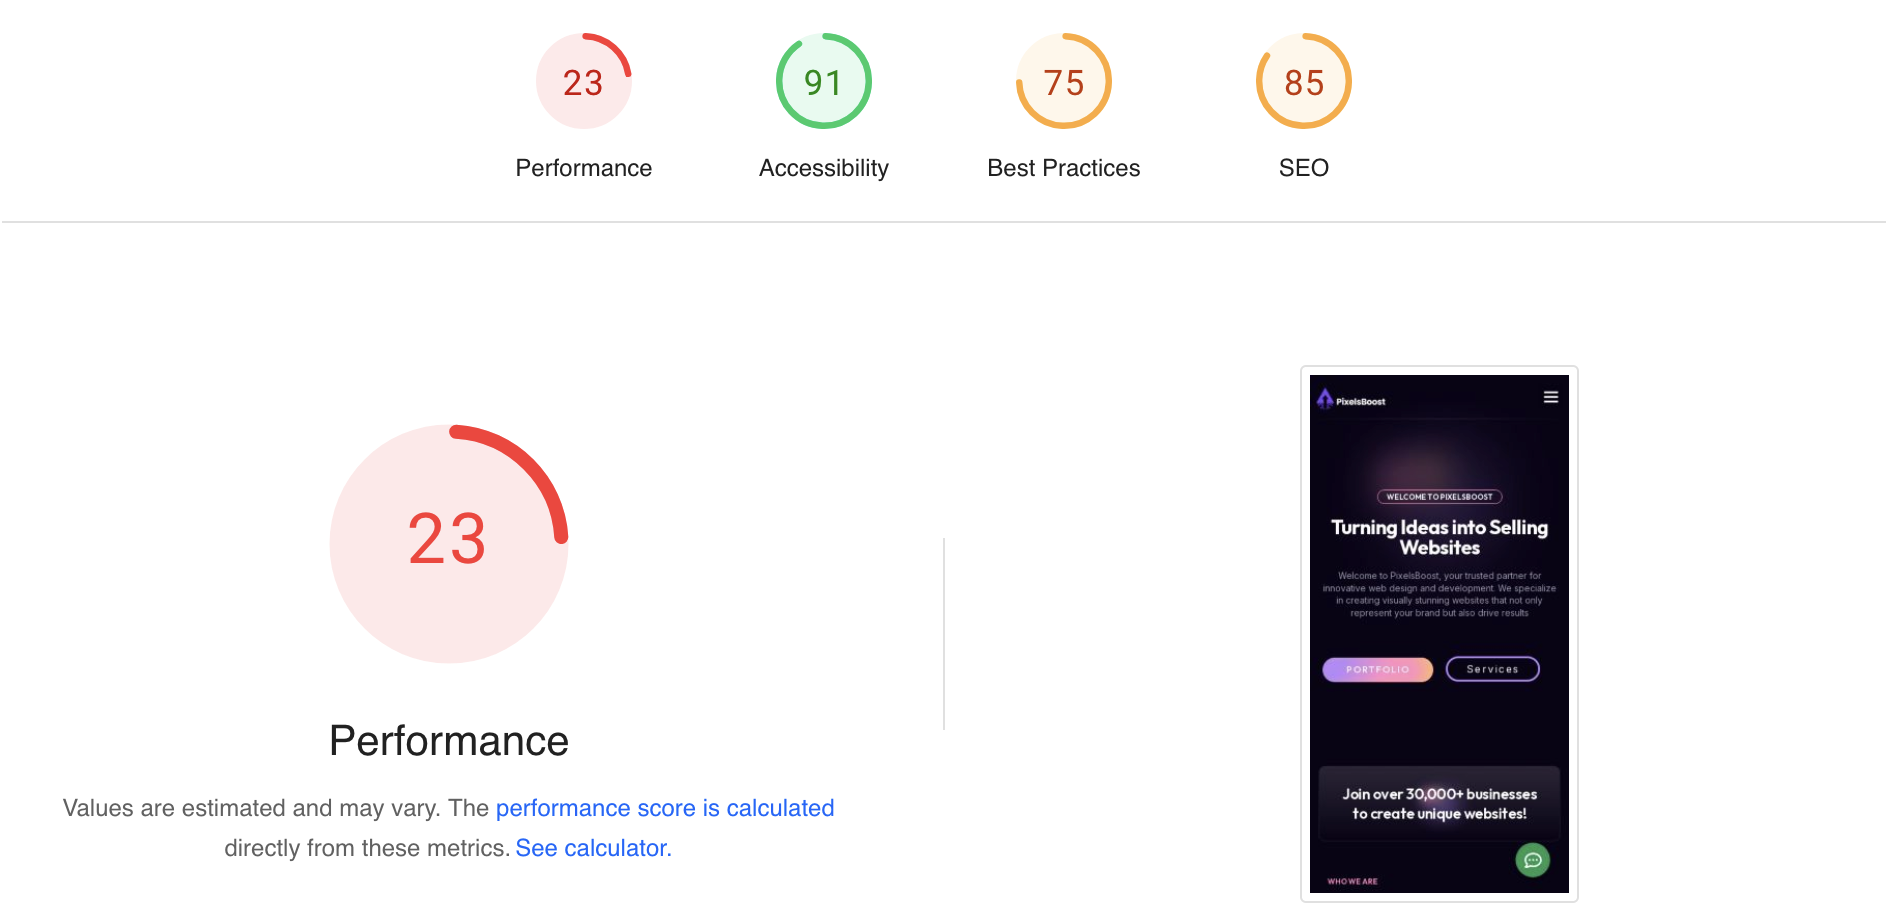 23
91
75
85
Performance
Accessibility
Best Practices
SEO
23
Performance
Values are estimated and may vary. The performance score is calculated
directly from these metrics. See calculator.
PixelsBoost
WELCOME TO PIXELSBOOST
Turning Ideas into Selling
Websites
Welcome to PixelsBoost, your trusted partner for
innovative web design and development. We specialize
in creating visually stunning websites that not only
represent your brand but also drive results
PORTFOLIO
Services
Join over 30,000+ businesses
to create unique websites!
WHO WE ARE